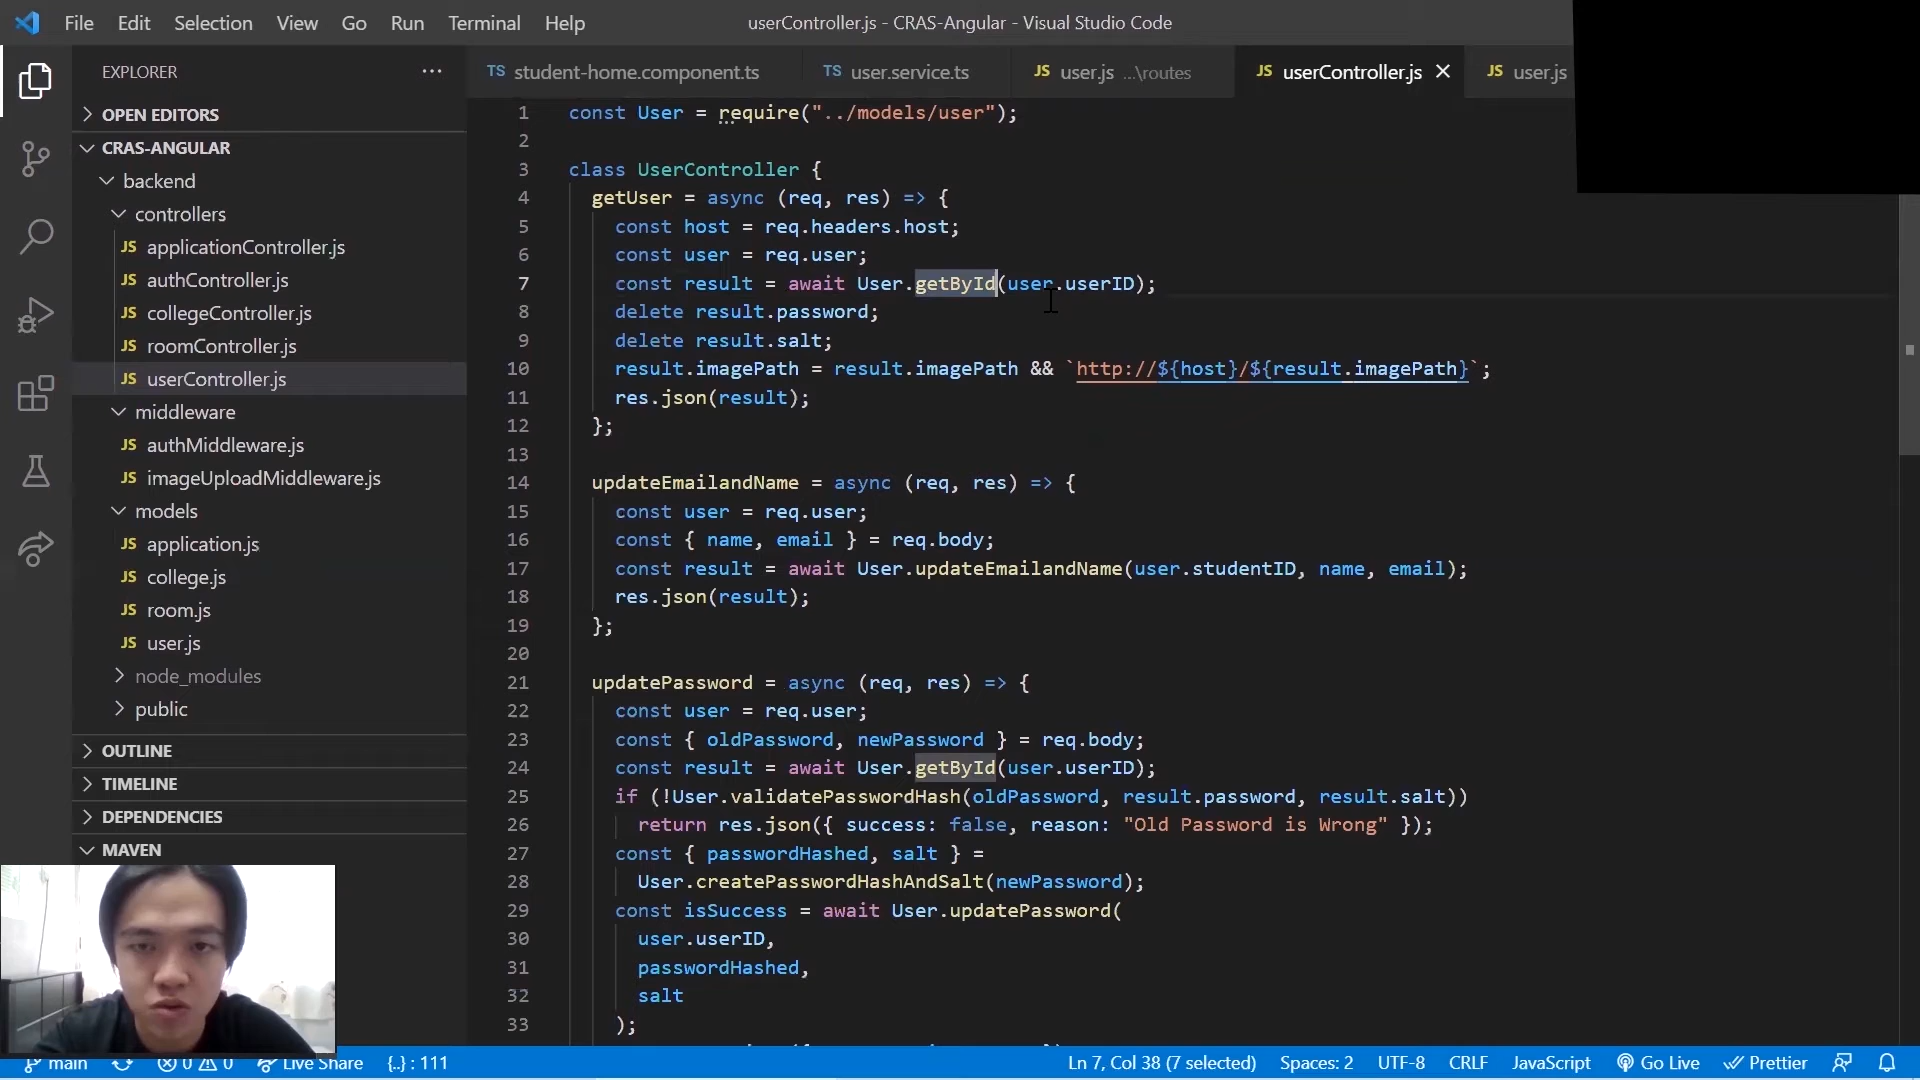 File Edit Selection View Go Run Terminal Help
userController.js - CRAS-Angular - Visual Studio Code
EXPLORER
OPEN EDITORS
CRAS-ANGULAR
backend
controllers
JS applicationController.js
JS authController.js
JS collegeController.js
JS roomController.js
JS userController.js
middleware
JS authMiddleware.js
JS imageUploadMiddleware.js
models
JS application.js
JS college.js
JS room.js
JS user.js
node_modules
public
OUTLINE
TIMELINE
DEPENDENCIES
MAVEN
TS student-home.component.ts
TS user.service.ts
JS user.js ...\routes
JS userController.js
JS user.js
1 const User = require("../models/user");
2
3 class UserController {
4 getUser = async (req, res) => {
5 const host = req.headers.host;
6 const user = req.user;
7 const result = await User.getById(user.userID);
8 delete result.password;
9 delete result.salt;
10 result.imagePath = result.imagePath && `http://${host}/${result.imagePath}`;
11 res.json(result);
12 };
13
14 updateEmailandName = async (req, res) => {
15 const user = req.user;
16 const { name, email } = req.body;
17 const result = await User.updateEmailandName(user.studentID, name, email);
18 res.json(result);
19 };
20
21 updatePassword = async (req, res) => {
22 const user = req.user;
23 const { oldPassword, newPassword } = req.body;
24 const result = await User.getById(user.userID);
25 if (!User.validatePasswordHash(oldPassword, result.password, result.salt))
26 return res.json({ success: false, reason: "Old Password is Wrong" });
27 const { passwordHashed, salt } =
28 User.createPasswordHashAndSalt(newPassword);
29 const isSuccess = await User.updatePassword(
30 user.userID,
31 passwordHashed,
32 salt
33 );
main 0 0 Live Share {..} : 111
Ln 7, Col 38 (7 selected) Spaces: 2 UTF-8 CRLF JavaScript Go Live Prettier